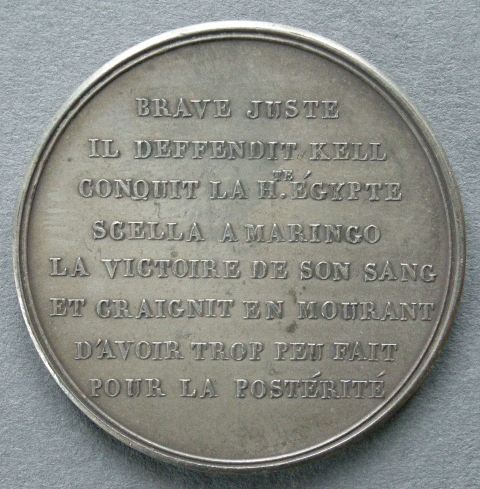 BRAVE JUSTE
IL DEFFENDIT KELL
CONQUIT LA H.TE ÉGYPTE
SCELLA A MARINGO
LA VICTOIRE DE SON SANG
ET CRAIGNIT EN MOURANT
D'AVOIR TROP PEU FAIT
POUR LA POSTÉRITÉ